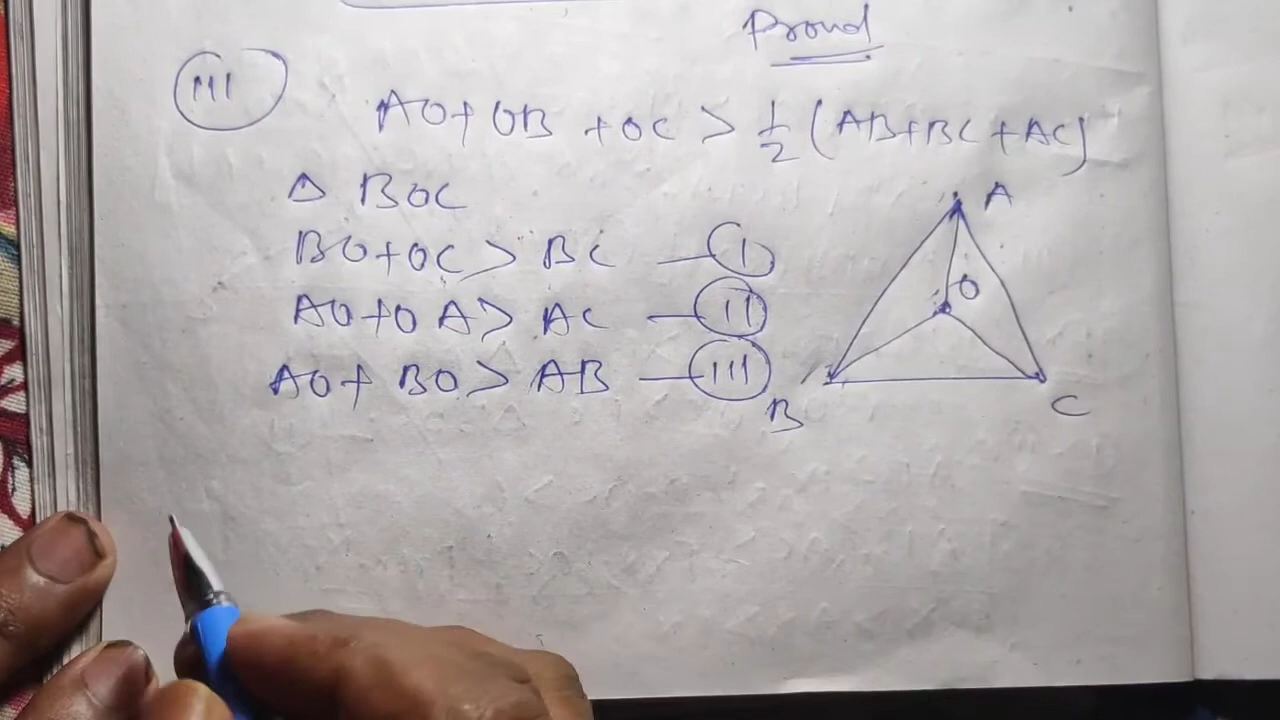 Proud
III
AO + OB + OC > 1/2 (AB + BC + AC)
△ BOC
BO + OC > BC — I
AO + OA > AC — II
AO + BO > AB — III
A
O
B
C